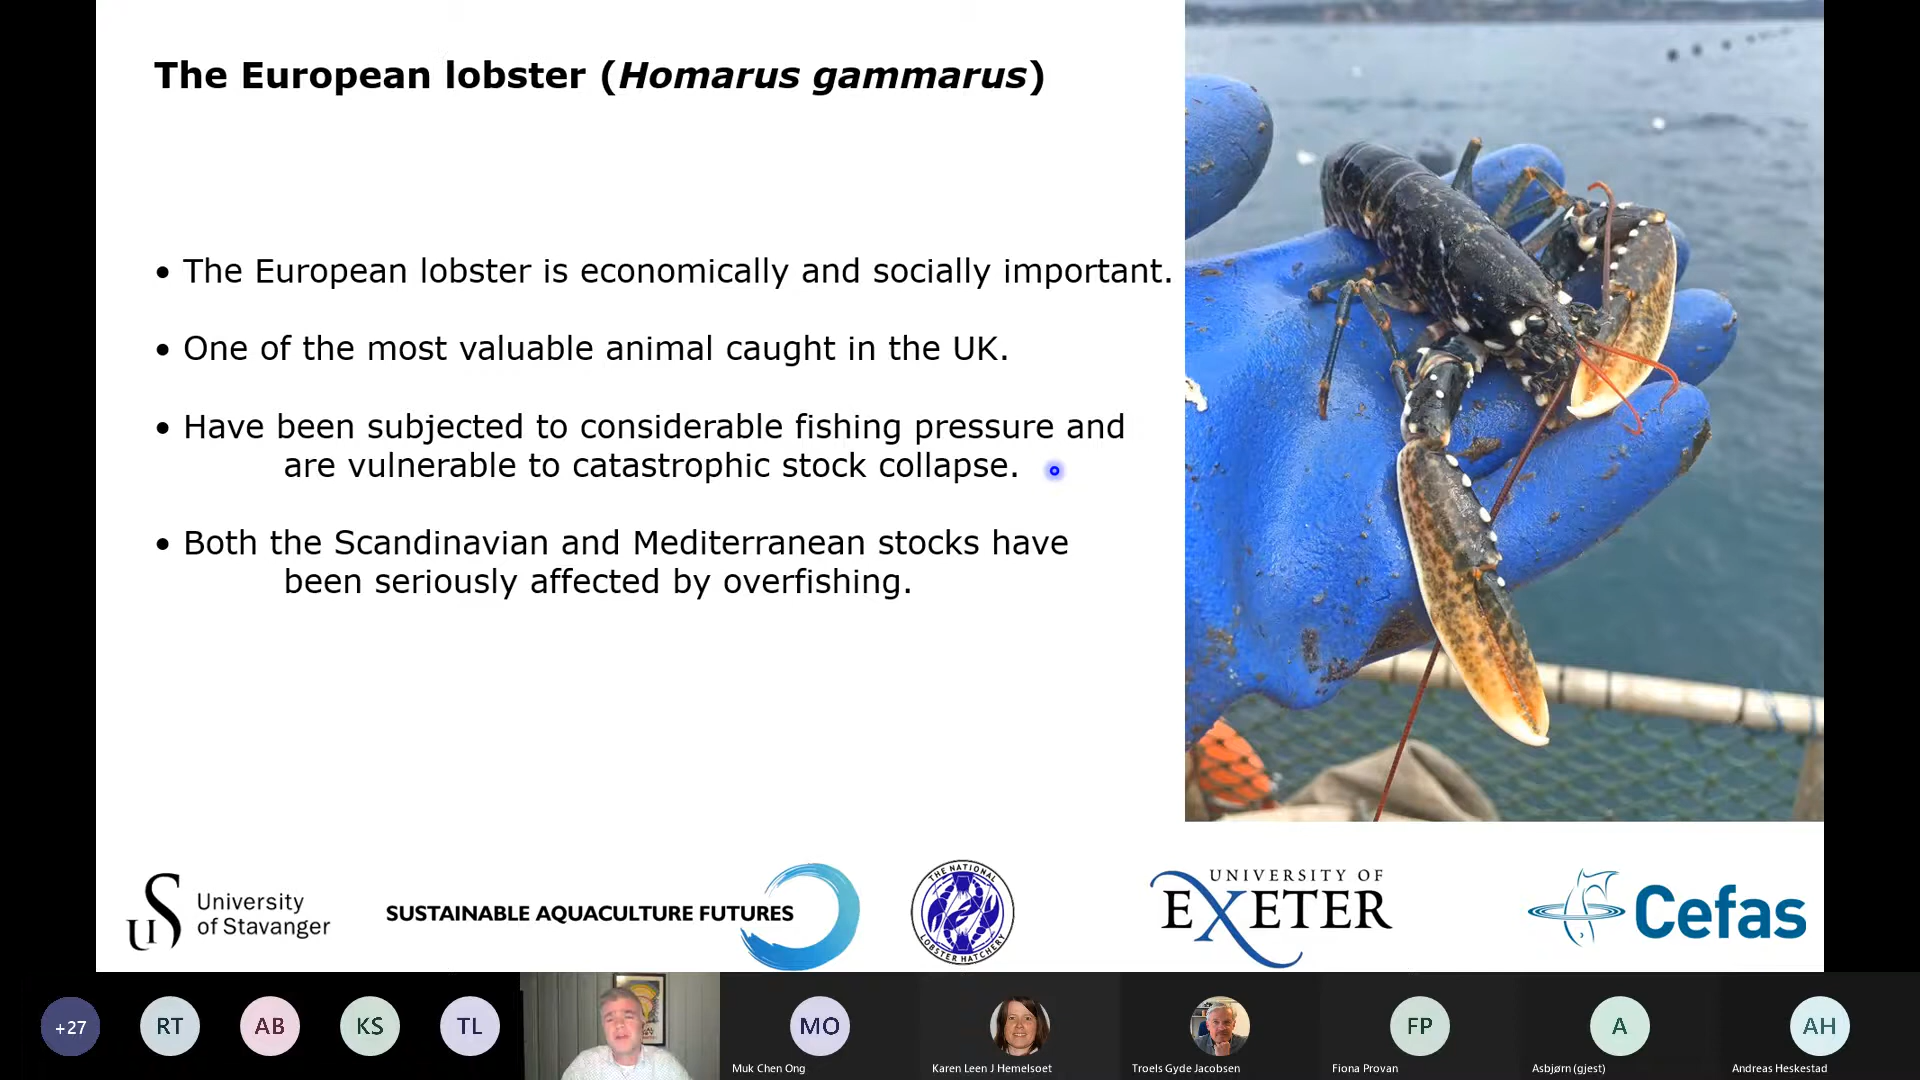 The European lobster (Homarus gammarus)
• The European lobster is economically and socially important.
• One of the most valuable animal caught in the UK.
• Have been subjected to considerable fishing pressure and
are vulnerable to catastrophic stock collapse.
• Both the Scandinavian and Mediterranean stocks have
been seriously affected by overfishing.
US
University
of Stavanger
SUSTAINABLE AQUACULTURE FUTURES
THE NATIONAL
LOBSTER HATCHERY
UNIVERSITY OF
EXETER
Cefas
+27
RT
AB
KS
TL
MO
FP
A
AH
Muk Chen Ong
Karen Leen J Hemelsoet
Troels Gyde Jacobsen
Fiona Provan
Asbjørn (gjest)
Andreas Heskestad